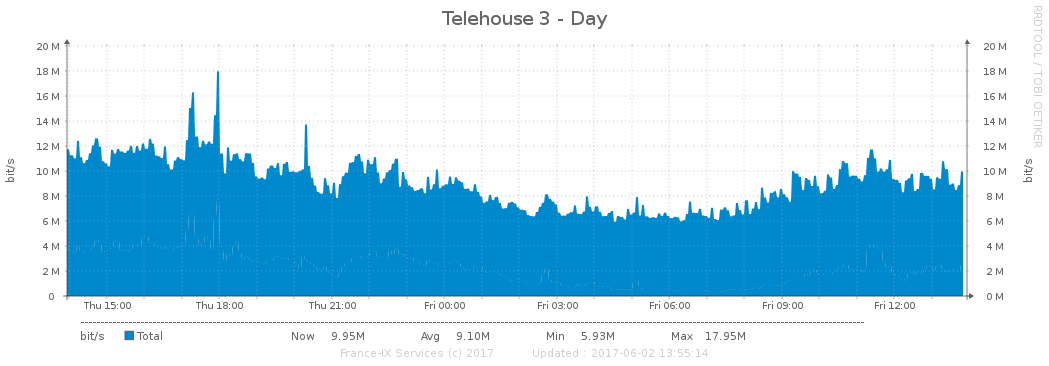 Telehouse 3 - Day
RRDTOOL / TOBI OETIKER
20 M 20 M
18 M 18 M
16 M 16 M
14 M 14 M
12 M 12 M
bit/s bit/s
10 M 10 M
8 M 8 M
6 M 6 M
4 M 4 M
2 M 2 M
0 0 M
Thu 15:00 Thu 18:00 Thu 21:00 Fri 00:00 Fri 03:00 Fri 06:00 Fri 09:00 Fri 12:00
bit/s Total Now 9.95M Avg 9.10M Min 5.93M Max 17.95M
France-IX Services (c) 2017 Updated : 2017-06-02 13:55:14